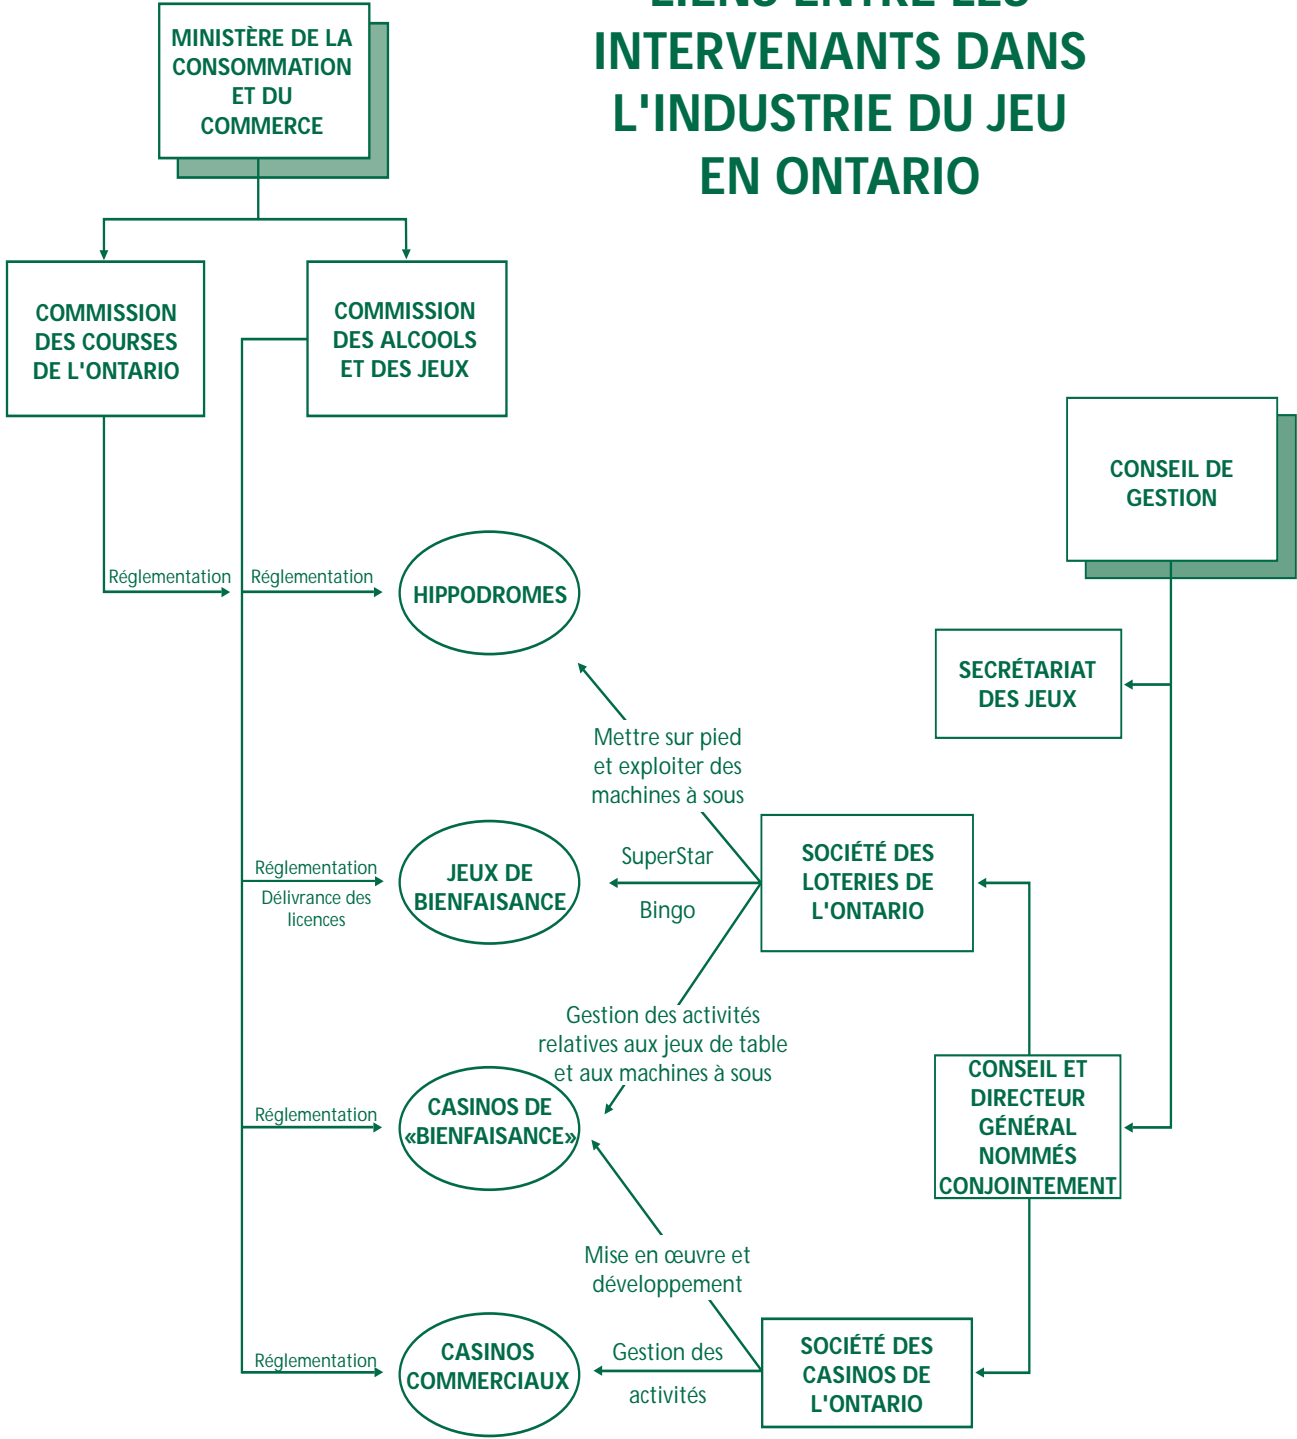 LIENS ENTRE LES
INTERVENANTS DANS
L'INDUSTRIE DU JEU
EN ONTARIO
MINISTÈRE DE LA
CONSOMMATION
ET DU
COMMERCE
COMMISSION
DES COURSES
DE L'ONTARIO
COMMISSION
DES ALCOOLS
ET DES JEUX
CONSEIL DE
GESTION
Réglementation
Réglementation
HIPPODROMES
SECRÉTARIAT
DES JEUX
Mettre sur pied
et exploiter des
machines à sous
Réglementation
Délivrance des
licences
JEUX DE
BIENFAISANCE
SuperStar
Bingo
SOCIÉTÉ DES
LOTERIES DE
L'ONTARIO
Gestion des activités
relatives aux jeux de table
et aux machines à sous
Réglementation
CASINOS DE
«BIENFAISANCE»
CONSEIL ET
DIRECTEUR
GÉNÉRAL
NOMMÉS
CONJOINTEMENT
Mise en œuvre et
développement
Réglementation
CASINOS
COMMERCIAUX
Gestion des
activités
SOCIÉTÉ DES
CASINOS DE
L'ONTARIO